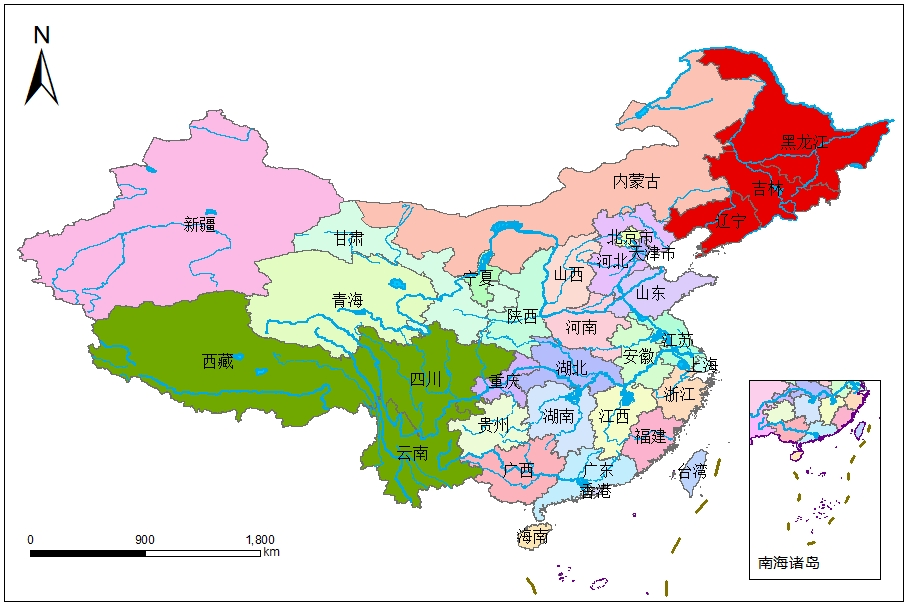 N
黑龙江
内蒙古
吉林
辽宁
新疆
北京市
甘肃
天津市
河北
山西
宁夏
山东
青海
陕西
河南
江苏
安徽
西藏
上海
湖北
四川
重庆
浙江
湖南
江西
贵州
福建
云南
广西
广东
台湾
香港
海南
0 900 1,800
km
南海诸岛